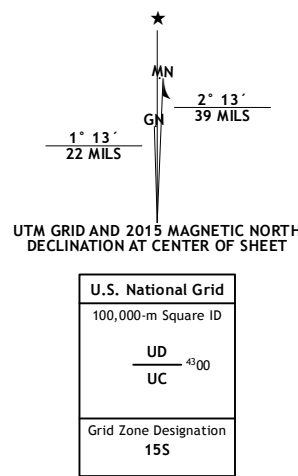 ★
MN
GN
1° 13´
22 MILS
2° 13´
39 MILS
UTM GRID AND 2015 MAGNETIC NORTH
DECLINATION AT CENTER OF SHEET
U.S. National Grid
100,000-m Square ID
UD
UC
4300
Grid Zone Designation
15S